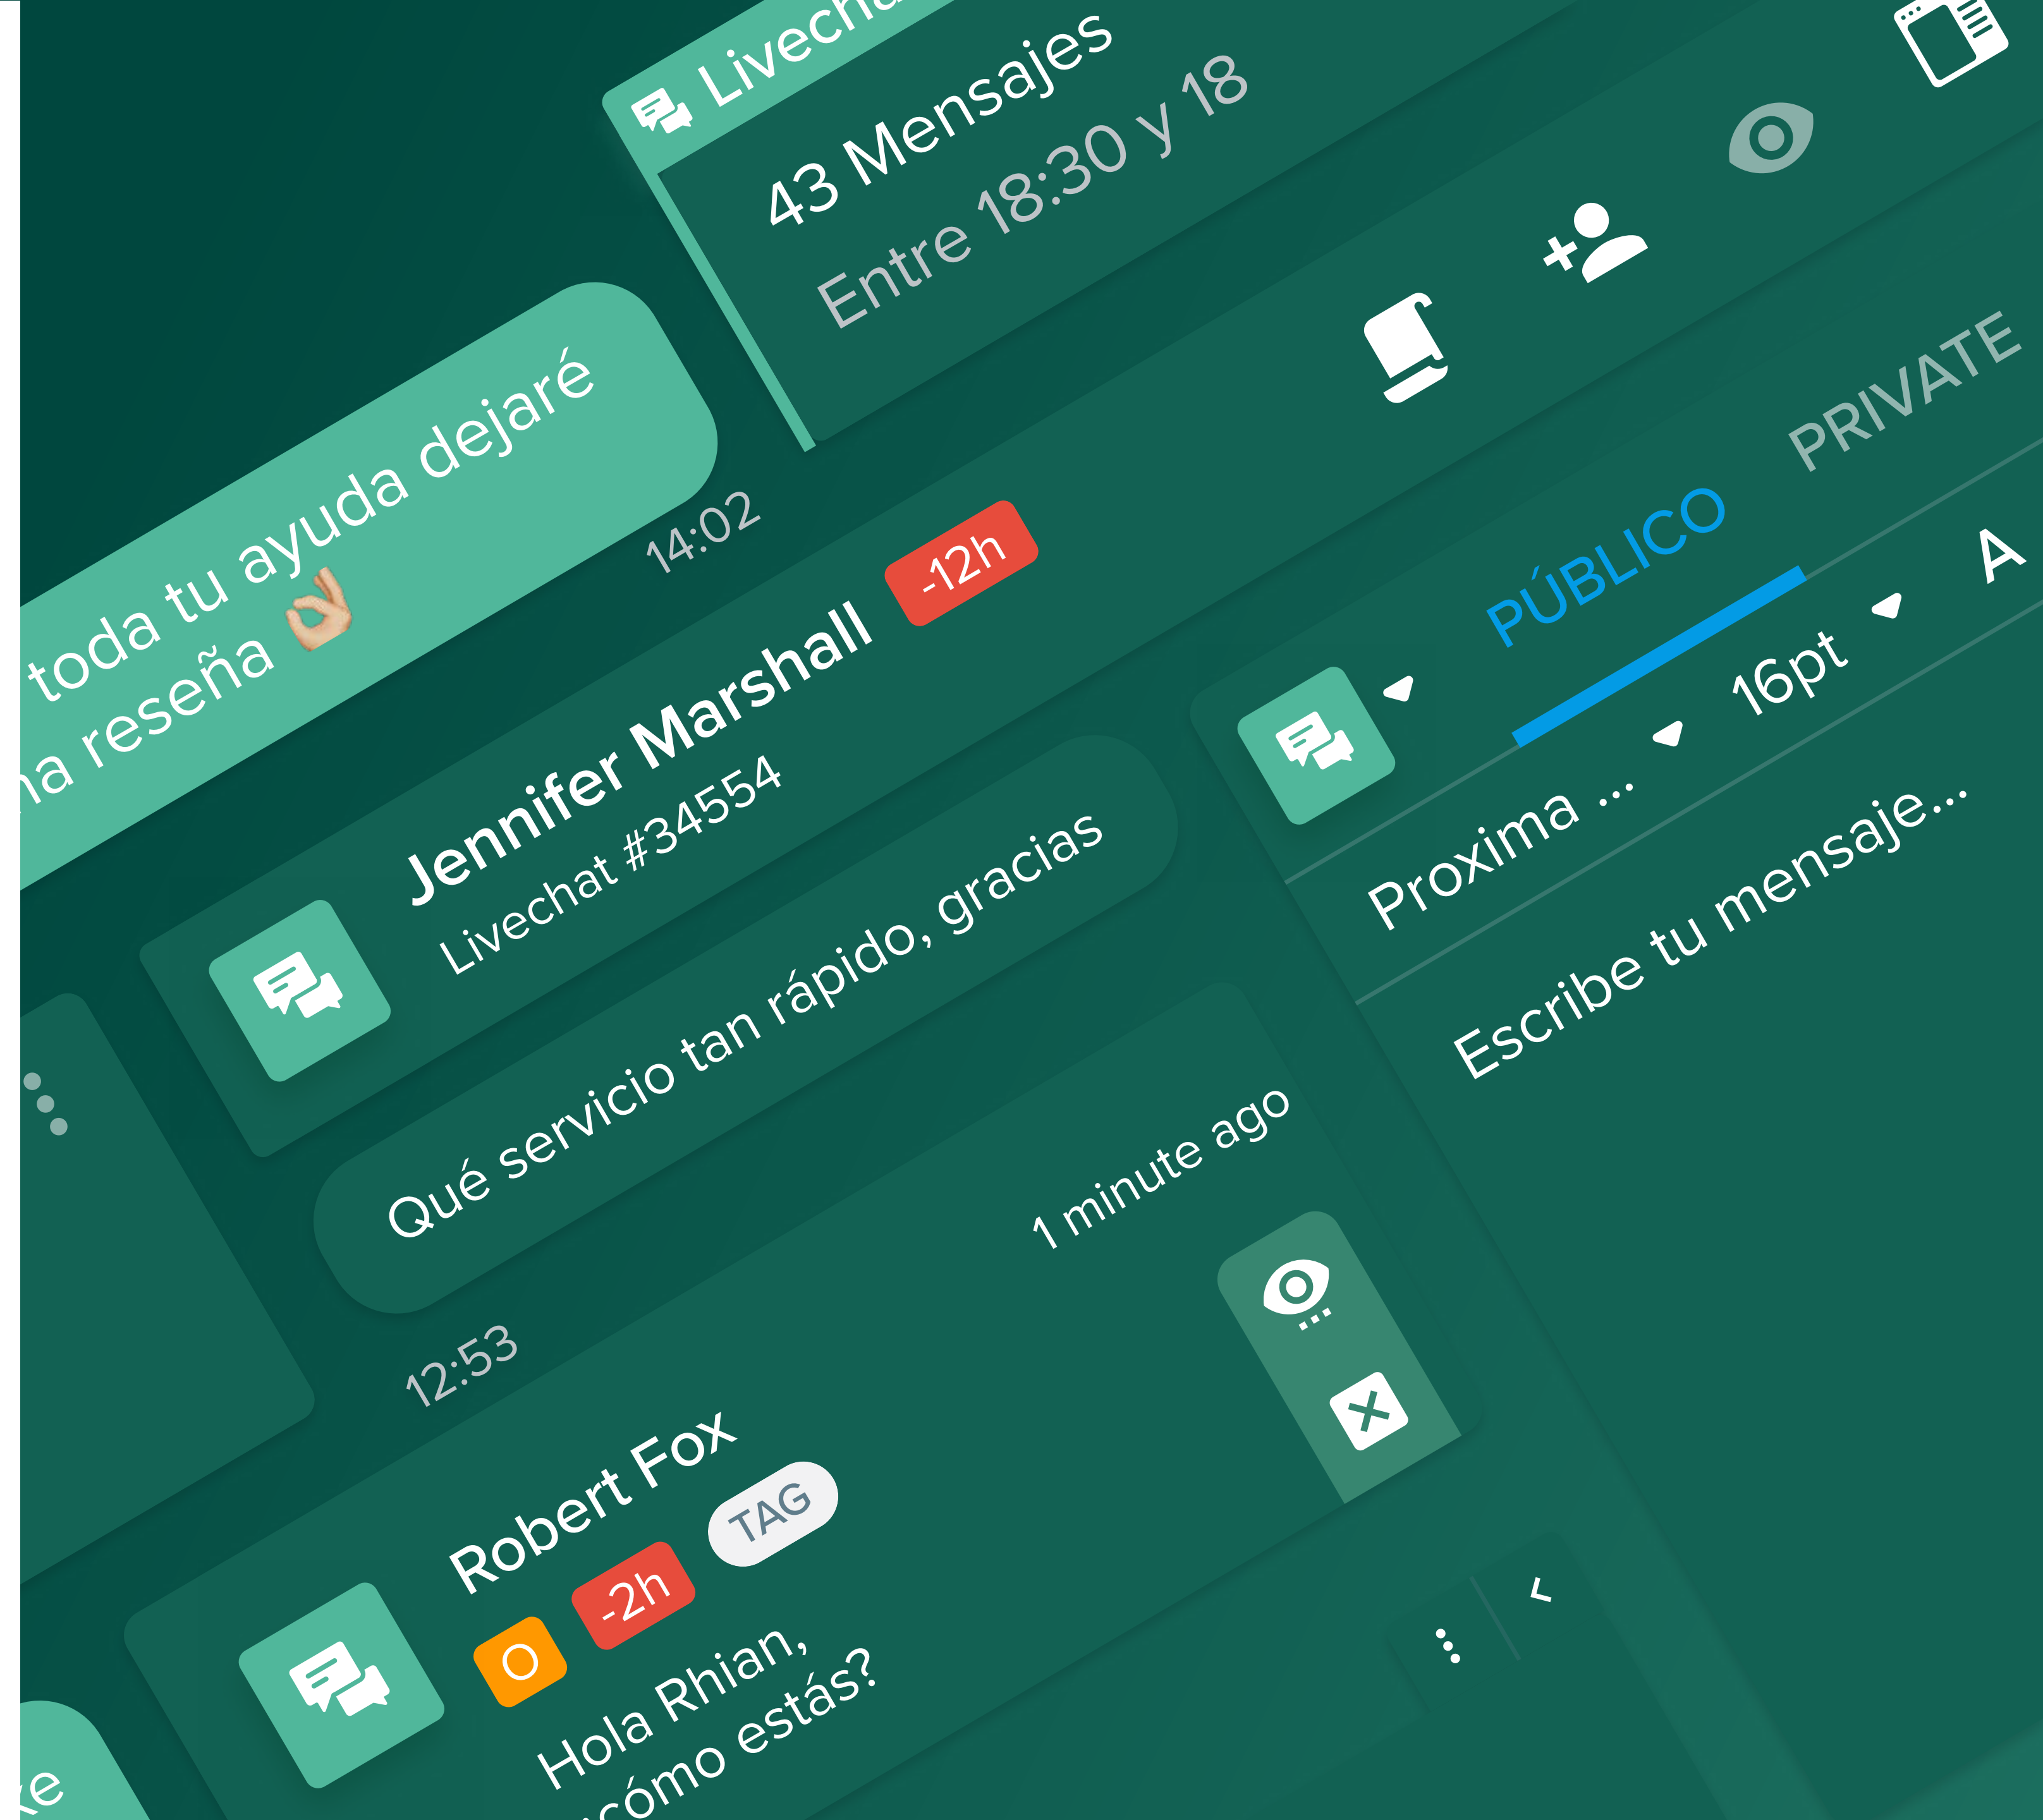 43 Mensajes
Entre 18:30 y 18
toda tu ayuda dejaré
reseña 👌🏼
14:02
Jennifer Marshall
-12h
Livechat #34554
PÚBLICO
PRIVATE
Proxima ...
16pt
A
Escribe tu mensaje...
Qué servicio tan rápido, gracias
12:53
1 minute ago
Robert Fox
O
-2h
TAG
Hola Rhian,
cómo estás?